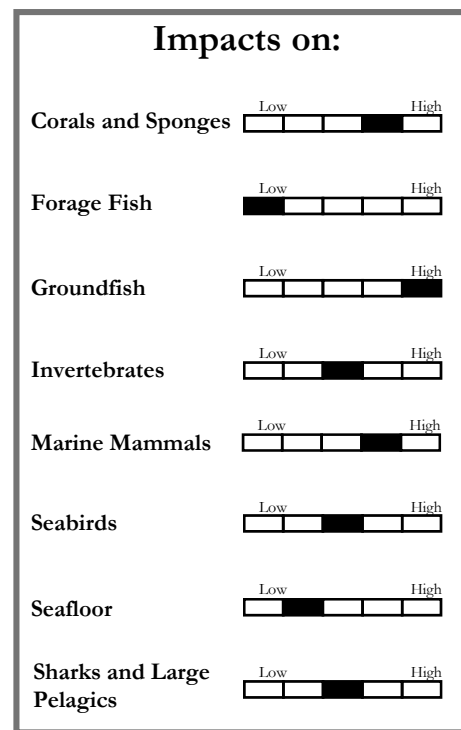 Impacts on:
Low High
Corals and Sponges
Low High
Forage Fish
Low High
Groundfish
Low High
Invertebrates
Low High
Marine Mammals
Low High
Seabirds
Low High
Seafloor
Low High
Sharks and Large
Pelagics